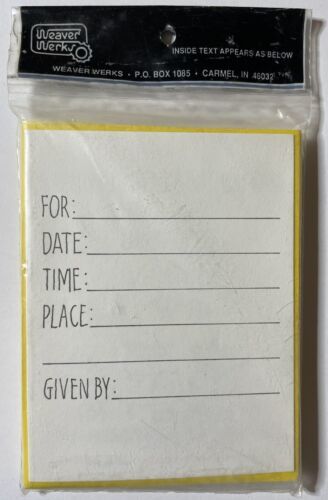 Weaver
Werks
INSIDE TEXT APPEARS AS BELOW
WEAVER WERKS • P.O. BOX 1085 • CARMEL, IN 46032
FOR:
DATE:
TIME:
PLACE:
GIVEN BY: